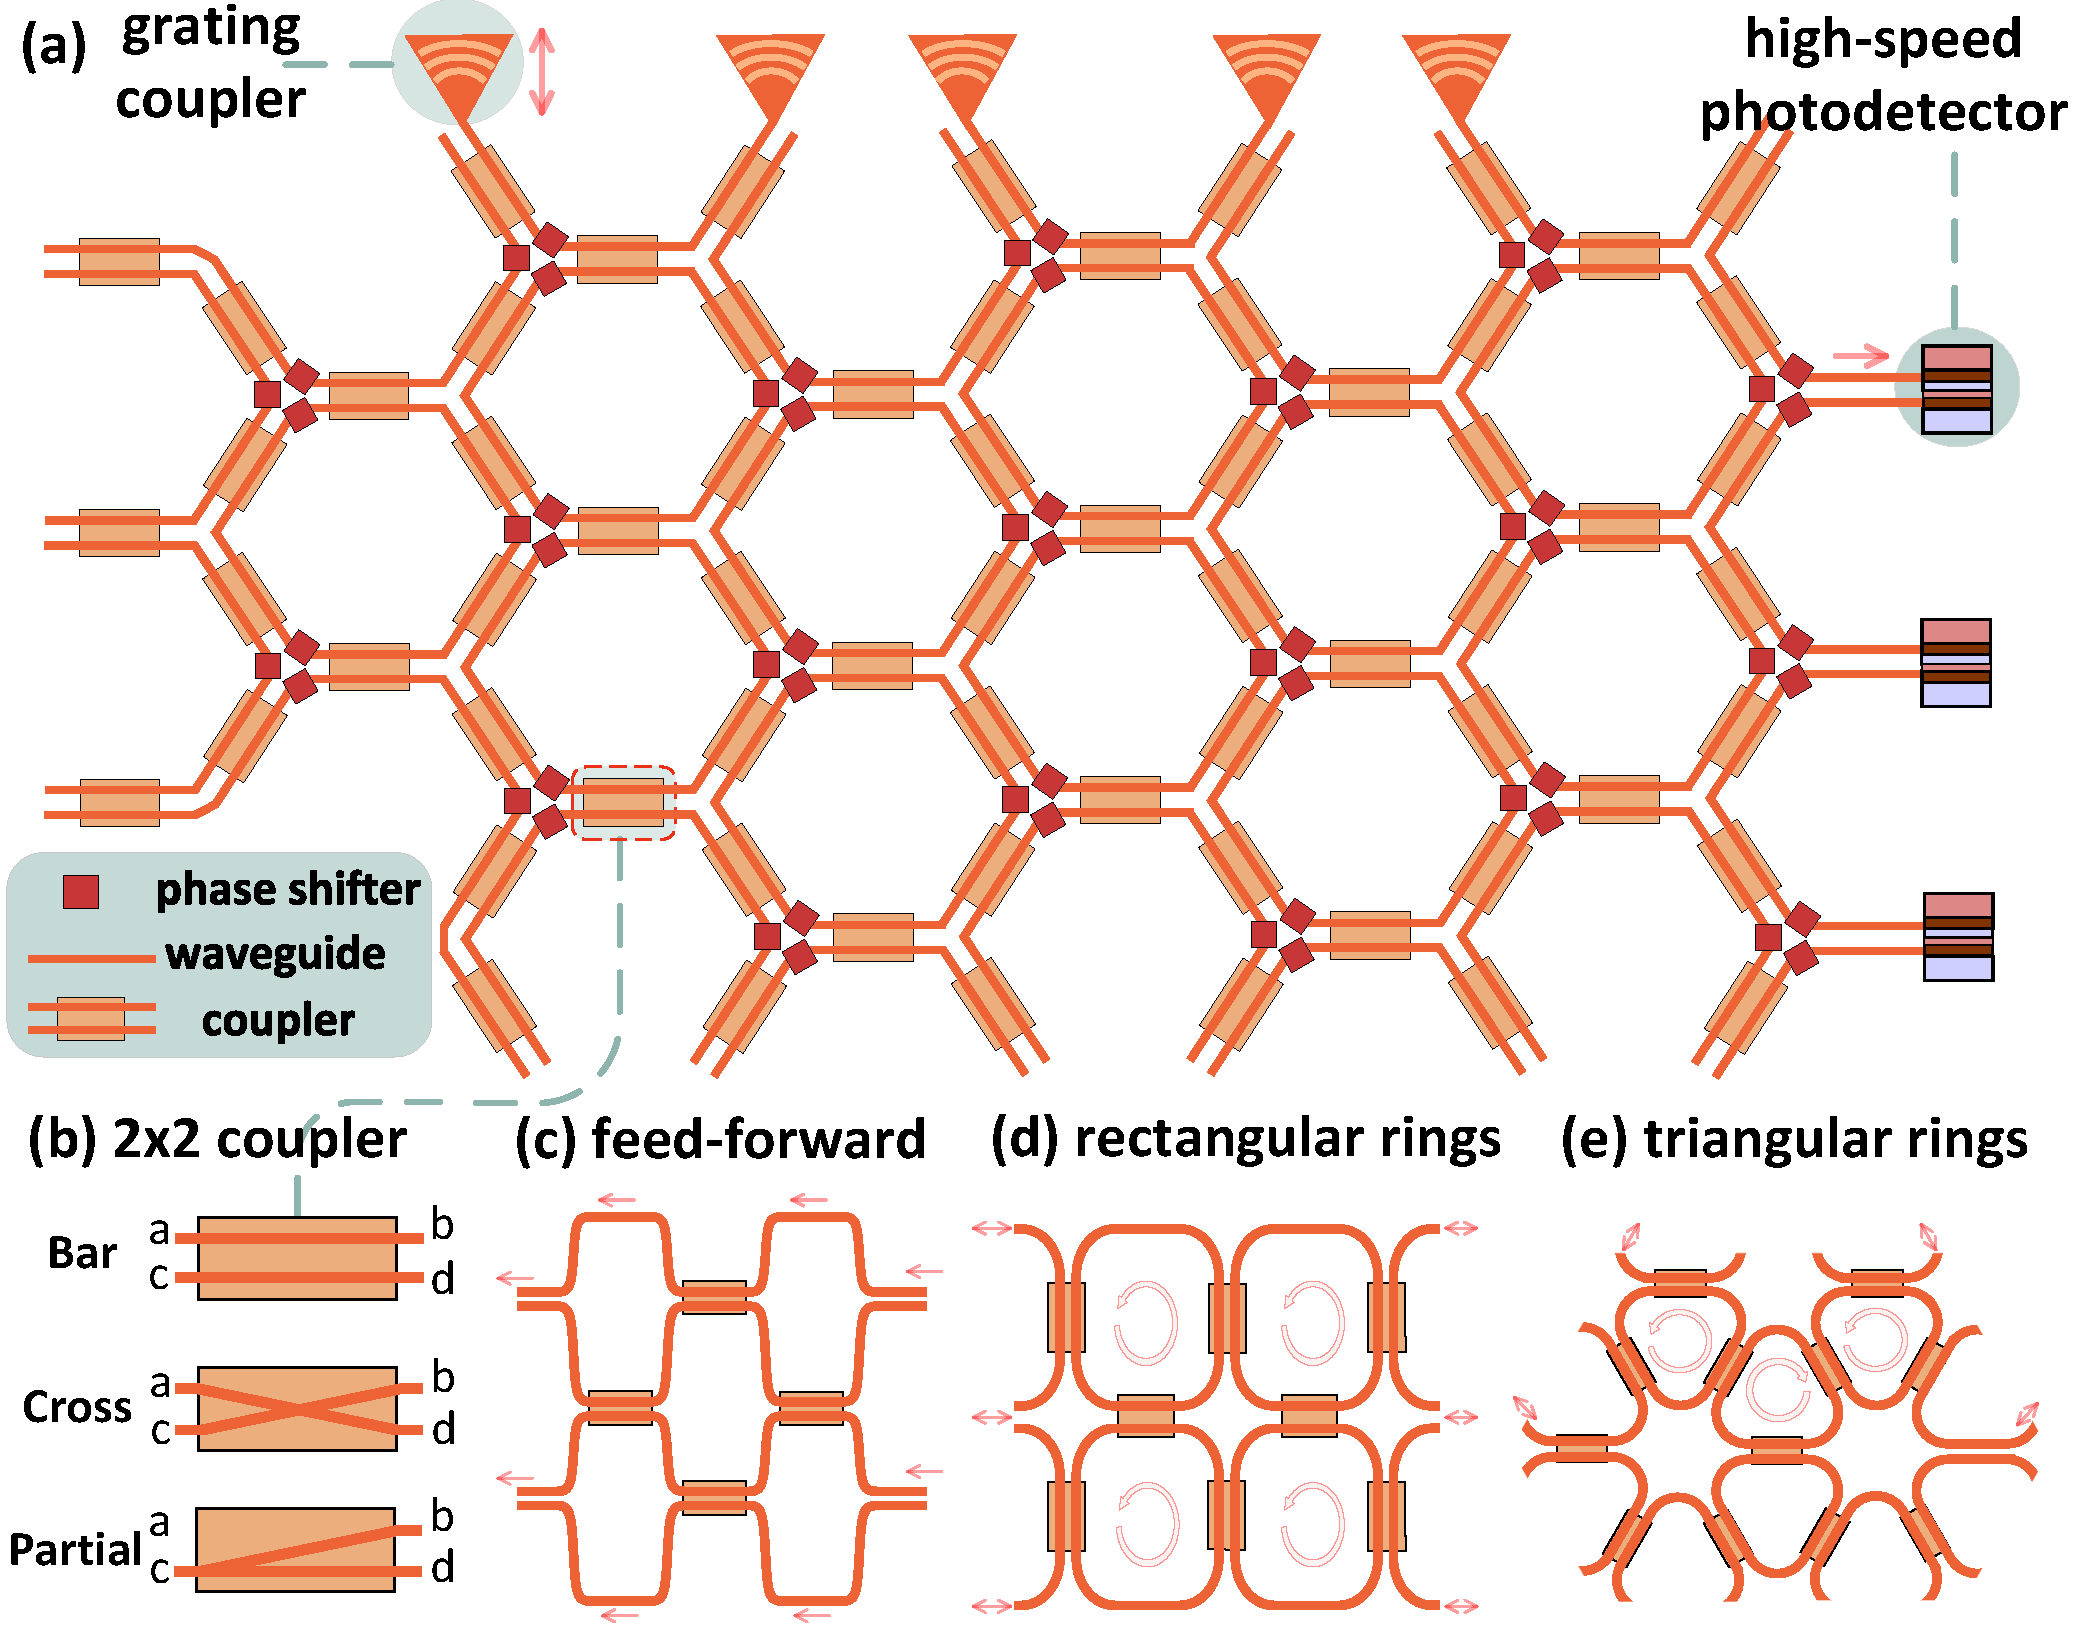 (a) grating
coupler
high-speed
photodetector
phase shifter
waveguide
coupler
(b) 2x2 coupler
(c) feed-forward
(d) rectangular rings
(e) triangular rings
a b
Bar
c d
a b
Cross
c d
a b
Partial
c d